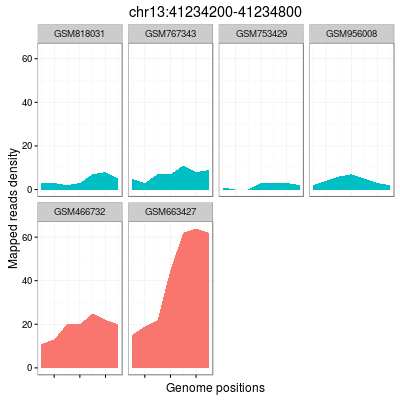 chr13:41234200-41234800
GSM818031 GSM767343 GSM753429 GSM956008
60
40
20
0
Mapped reads density
GSM466732 GSM663427
60
40
20
0
Genome positions